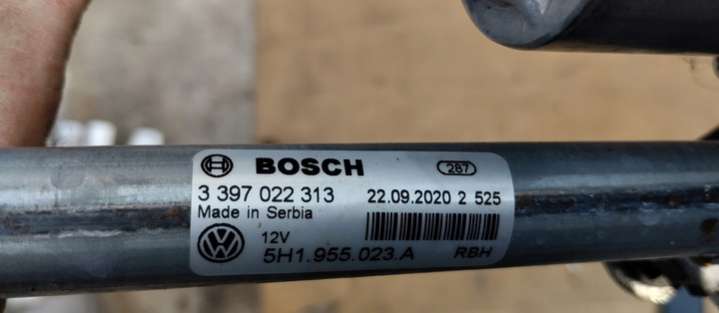 BOSCH 287
3 397 022 313 22.09.2020 2 525
Made in Serbia
12V
5H1.955.023.A RBH